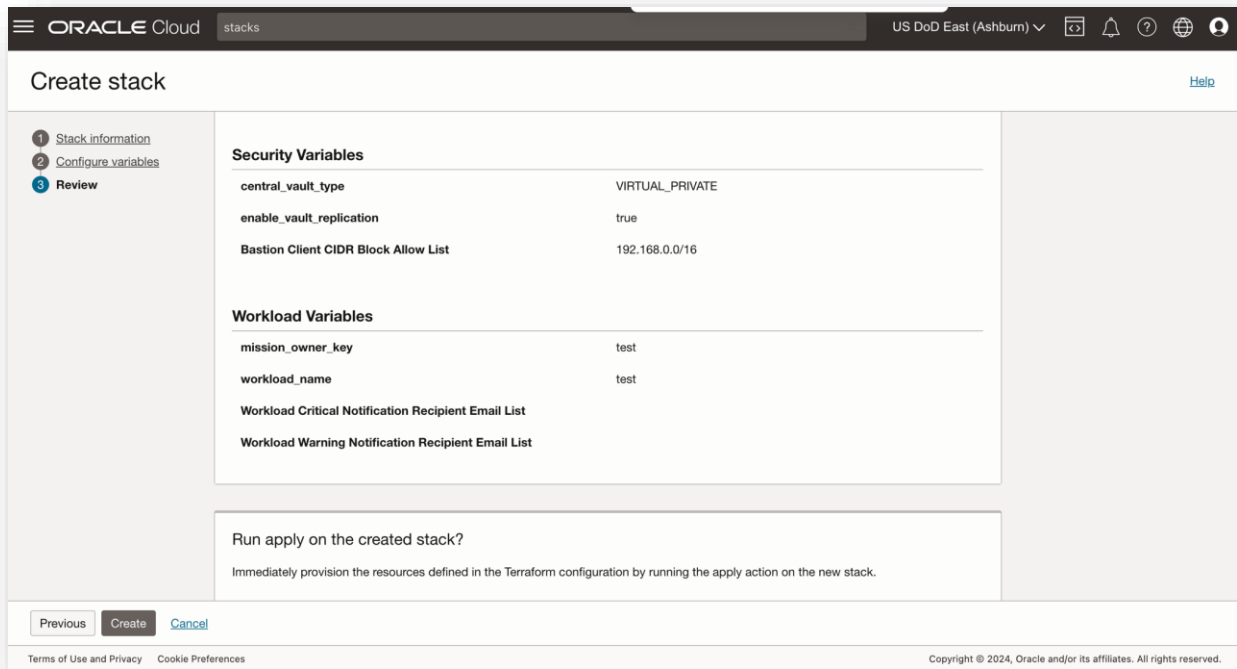 ORACLE Cloud
stacks
US DoD East (Ashburn)
Create stack
Help
1 Stack information
2 Configure variables
3 Review
Security Variables
central_vault_type VIRTUAL_PRIVATE
enable_vault_replication true
Bastion Client CIDR Block Allow List 192.168.0.0/16
Workload Variables
mission_owner_key test
workload_name test
Workload Critical Notification Recipient Email List
Workload Warning Notification Recipient Email List
Run apply on the created stack?
Immediately provision the resources defined in the Terraform configuration by running the apply action on the new stack.
Previous Create Cancel
Terms of Use and Privacy Cookie Preferences Copyright © 2024, Oracle and/or its affiliates. All rights reserved.